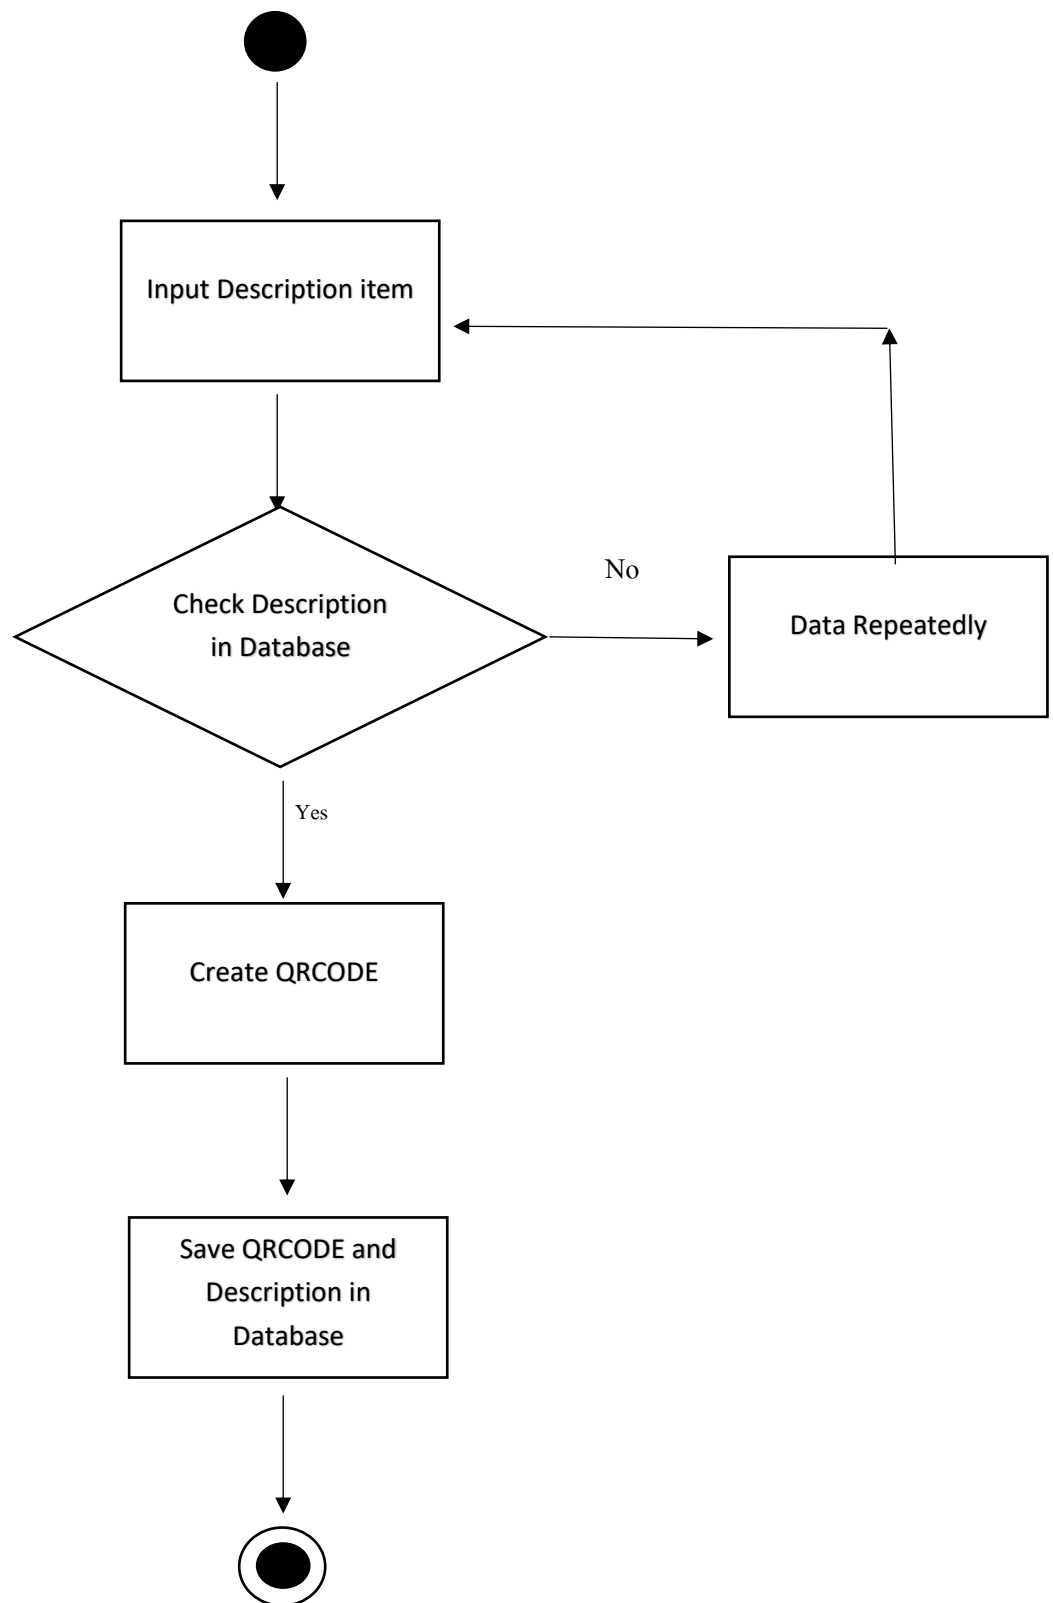 Input Description item
Check Description
in Database
No
Data Repeatedly
Yes
Create QRCODE
Save QRCODE and
Description in
Database